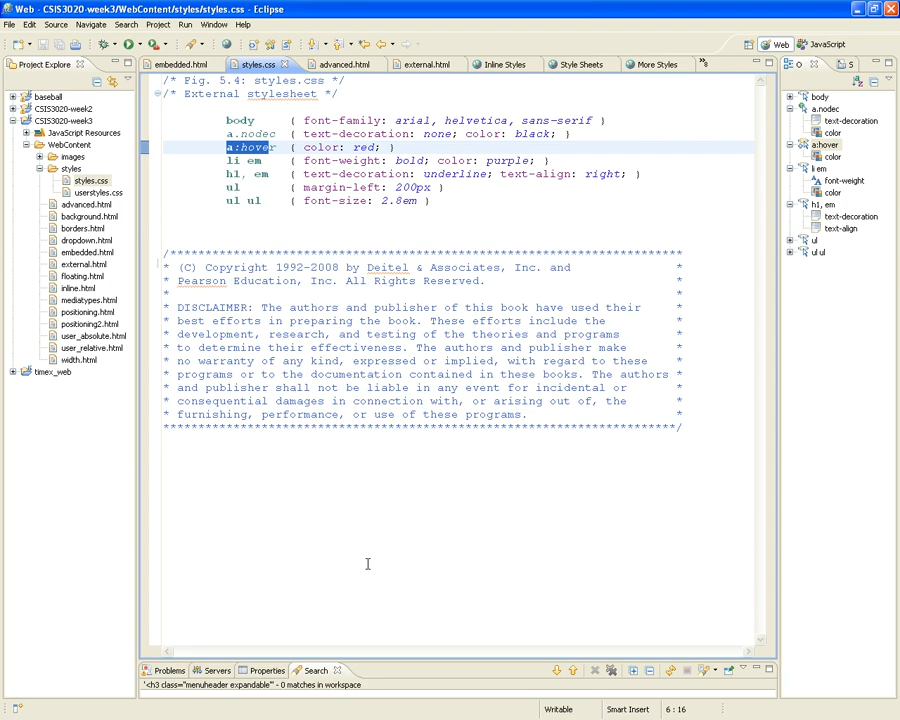 Web - CSIS3020-week3/WebContent/styles/styles.css - Eclipse
File Edit Source Navigate Search Project Run Window Help
Web JavaScript
Project Explore
embedded.html styles.css advanced.html external.html Inline Styles Style Sheets More Styles
O S
baseball
CSIS3020-week2
CSIS3020-week3
JavaScript Resources
WebContent
images
styles
styles.css
userstyles.css
advanced.html
background.html
borders.html
dropdown.html
embedded.html
external.html
floating.html
inline.html
mediatypes.html
positioning.html
positioning2.html
user_absolute.html
user_relative.html
width.html
timex_web
/* Fig. 5.4: styles.css */
/* External stylesheet */
body { font-family: arial, helvetica, sans-serif }
a.nodec { text-decoration: none; color: black; }
a:hover { color: red; }
li em { font-weight: bold; color: purple; }
h1, em { text-decoration: underline; text-align: right; }
ul { margin-left: 200px }
ul ul { font-size: 2.8em )
/**************************************************************************
* (C) Copyright 1992-2008 by Deitel & Associates, Inc. and *
* Pearson Education, Inc. All Rights Reserved. *
* *
* DISCLAIMER: The authors and publisher of this book have used their *
* best efforts in preparing the book. These efforts include the *
* development, research, and testing of the theories and programs *
* to determine their effectiveness. The authors and publisher make *
* no warranty of any kind, expressed or implied, with regard to these *
* programs or to the documentation contained in these books. The authors *
* and publisher shall not be liable in any event for incidental or *
* consequential damages in connection with, or arising out of, the *
* furnishing, performance, or use of these programs. *
**************************************************************************/
body
a.nodec
text-decoration
color
a:hover
color
li em
font-weight
color
h1, em
text-decoration
text-align
ul
ul ul
Problems Servers Properties Search
'<h3 class="menuheader expandable"' - 0 matches in workspace
Writable Smart Insert 6 : 16